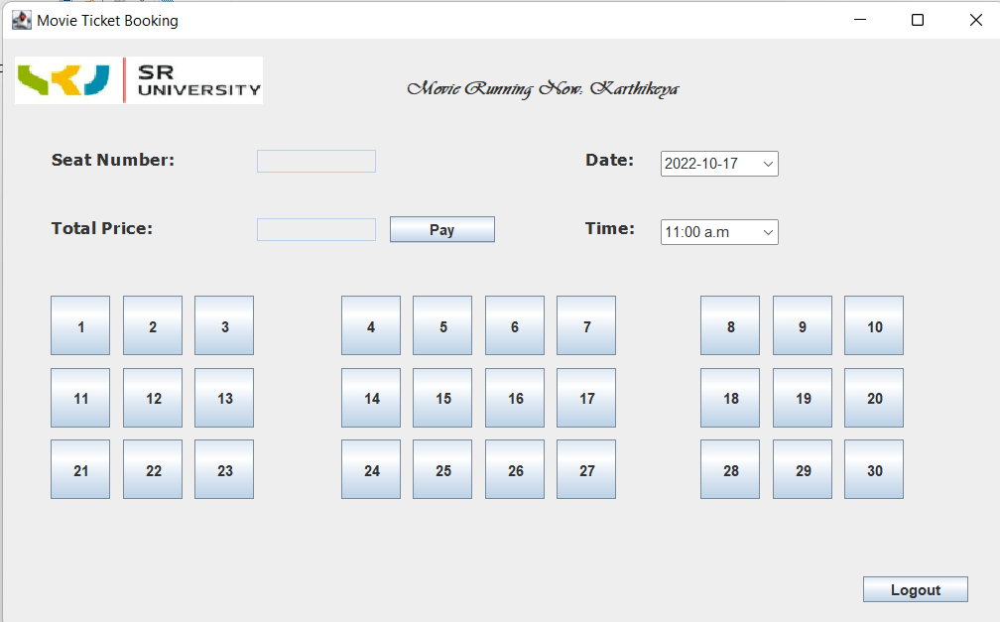 Movie Ticket Booking
SR
UNIVERSITY
Movie Running Now: Karthikeya
Seat Number:
Date: 2022-10-17
Total Price: Pay
Time: 11:00 a.m
1 2 3 4 5 6 7 8 9 10
11 12 13 14 15 16 17 18 19 20
21 22 23 24 25 26 27 28 29 30
Logout